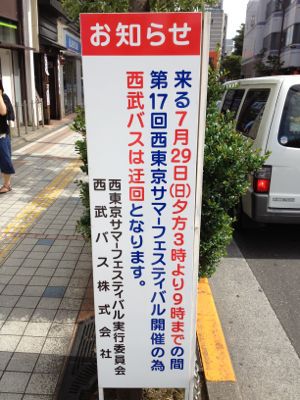 お知らせ
来る7月29日(日)夕方3時より9時までの間
第17回西東京サマーフェスティバル開催の為
西武バスは迂回となります。
西東京サマーフェスティバル実行委員会
西武バス株式会社